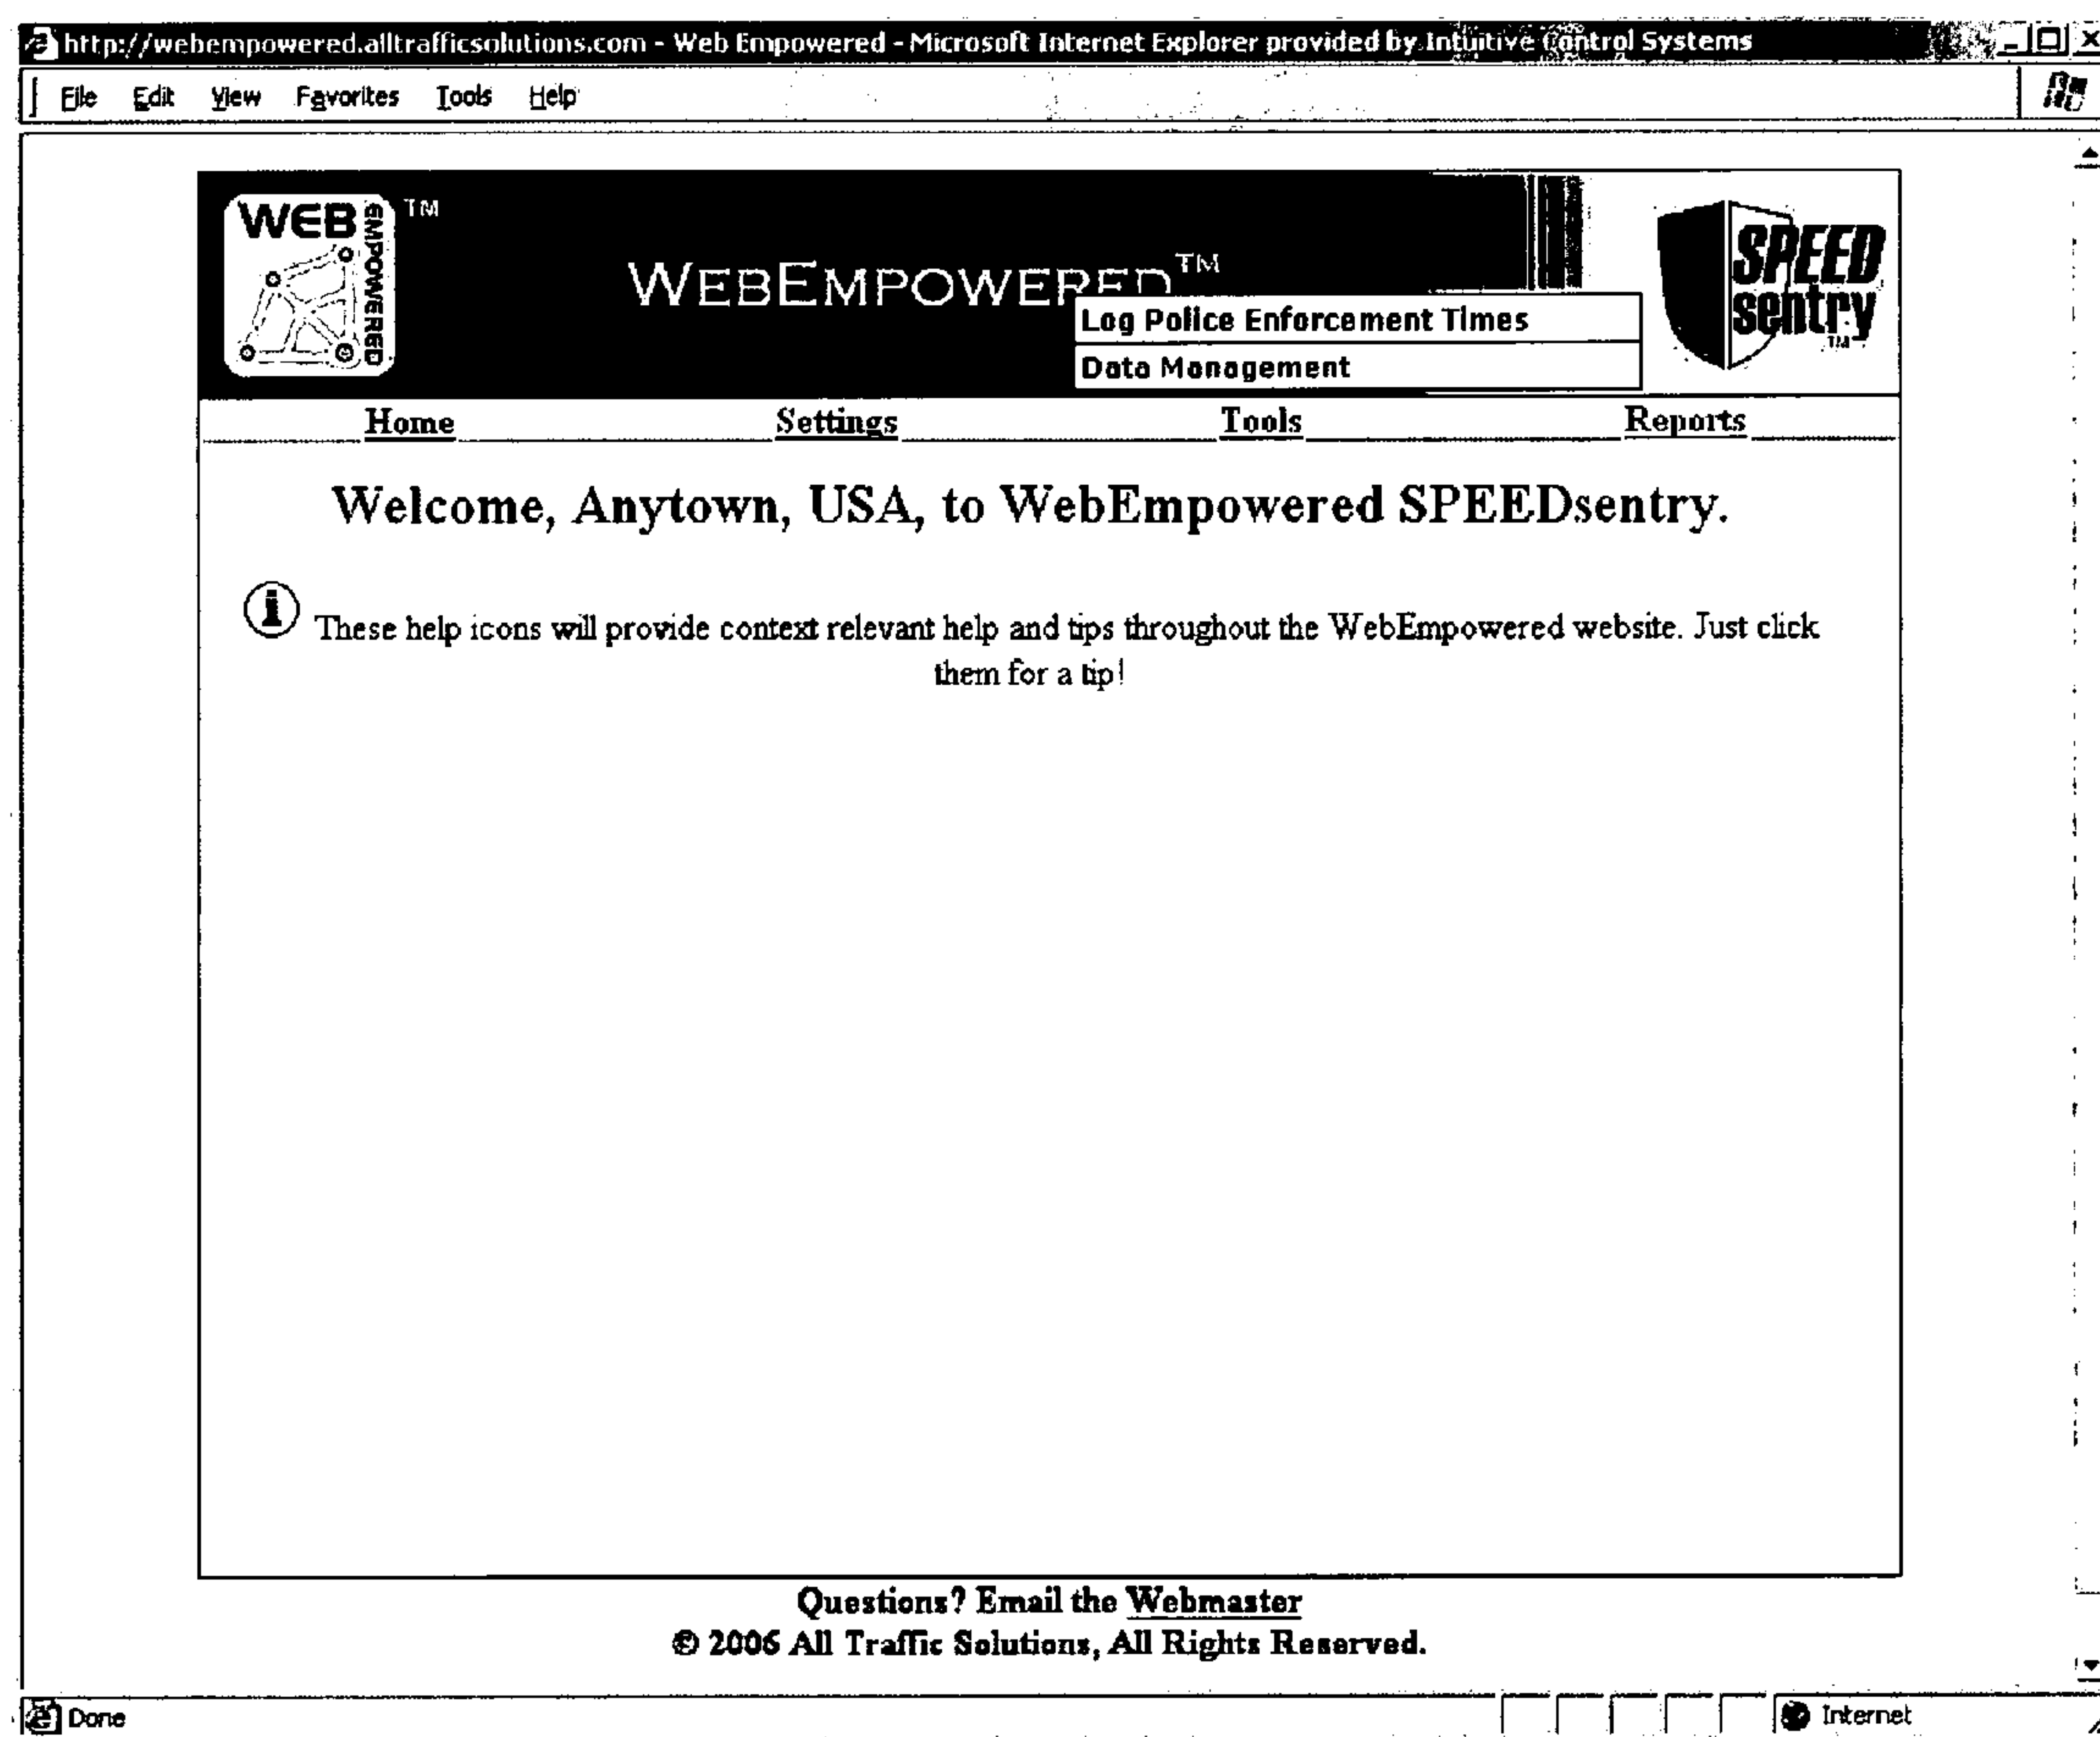 http://webempowered.alltrafficsolutions.com - Web Empowered - Microsoft Internet Explorer provided by Intuitive Control Systems
File Edit View Favorites Tools Help
WEB EMPOWERED TM
WEBEMPOWERED TM
SPEED
sentry TM
Log Police Enforcement Times
Data Management
Home Settings Tools Reports
Welcome, Anytown, USA, to WebEmpowered SPEEDsentry.
i These help icons will provide context relevant help and tips throughout the WebEmpowered website. Just click
them for a tip!
Questions? Email the Webmaster
© 2006 All Traffic Solutions, All Rights Reserved.
Done Internet